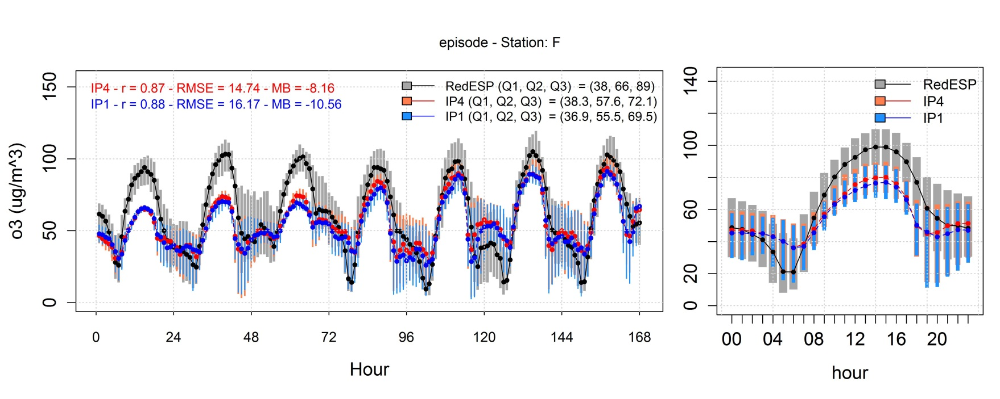 episode - Station: F
o3 (ug/m^3)
0
50
100
150
IP4 - r = 0.87 - RMSE = 14.74 - MB = -8.16
IP1 - r = 0.88 - RMSE = 16.17 - MB = -10.56
RedESP (Q1, Q2, Q3) = (38, 66, 89)
IP4 (Q1, Q2, Q3) = (38.3, 57.6, 72.1)
IP1 (Q1, Q2, Q3) = (36.9, 55.5, 69.5)
0 24 48 72 96 120 144 168
Hour
0
20
60
100
140
RedESP
IP4
IP1
00 04 08 12 16 20
hour